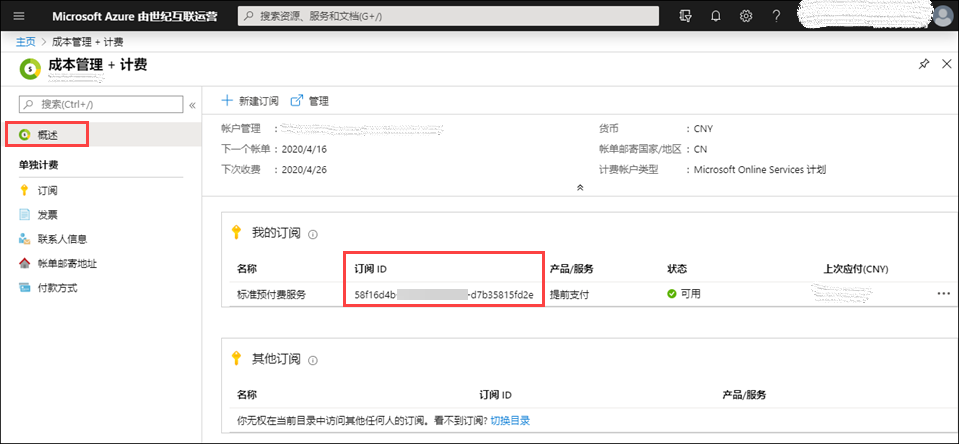 Microsoft Azure 由世纪互联运营
搜索资源、服务和文档(G+/)
主页 > 成本管理 + 计费
成本管理 + 计费
搜索(Ctrl+/)
«
概述
单独计费
订阅
发票
联系人信息
帐单邮寄地址
付款方式
新建订阅 管理
帐户管理 :
下一个帐单 : 2020/4/16
下次收费 : 2020/4/26
货币 : CNY
帐单邮寄国家/地区 : CN
计费帐户类型 : Microsoft Online Services 计划
我的订阅
名称 订阅 ID 产品/服务 状态 上次应付(CNY)
标准预付费服务 58f16d4b- -d7b35815fd2e 提前支付 可用 ...
其他订阅
名称 订阅 ID 产品/服务
你无权在当前目录中访问其他任何人的订阅。看不到订阅? 切换目录